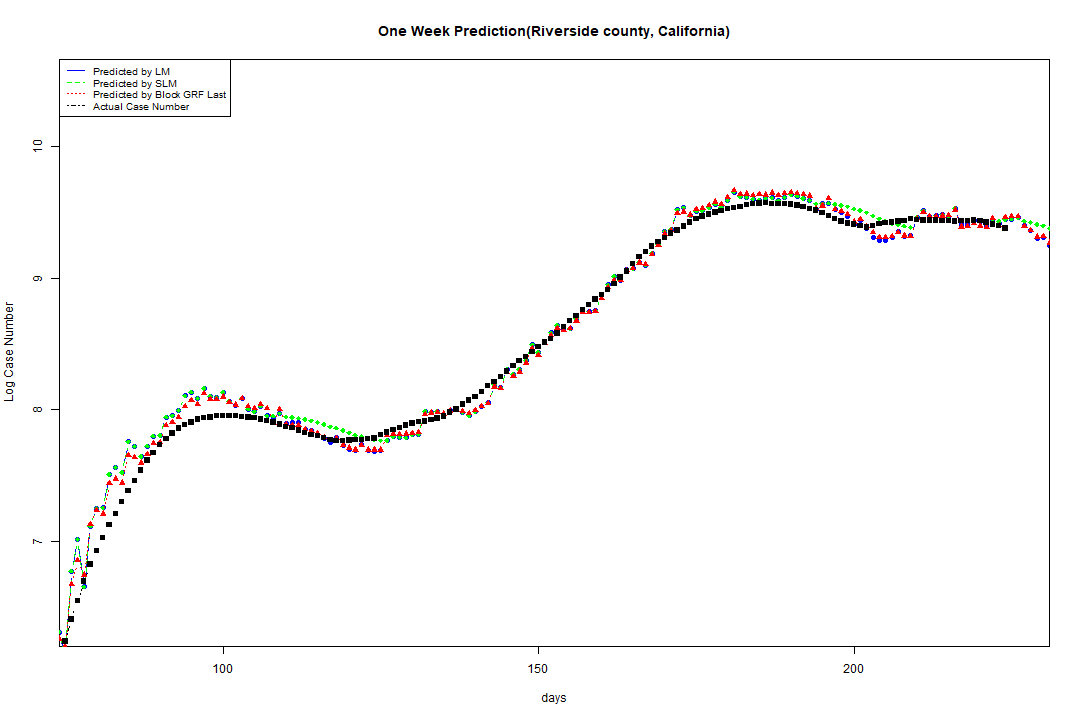 One Week Prediction(Riverside county, California)
Predicted by LM
Predicted by SLM
Predicted by Block GRF Last
Actual Case Number
10
9
8
7
Log Case Number
100 150 200
days